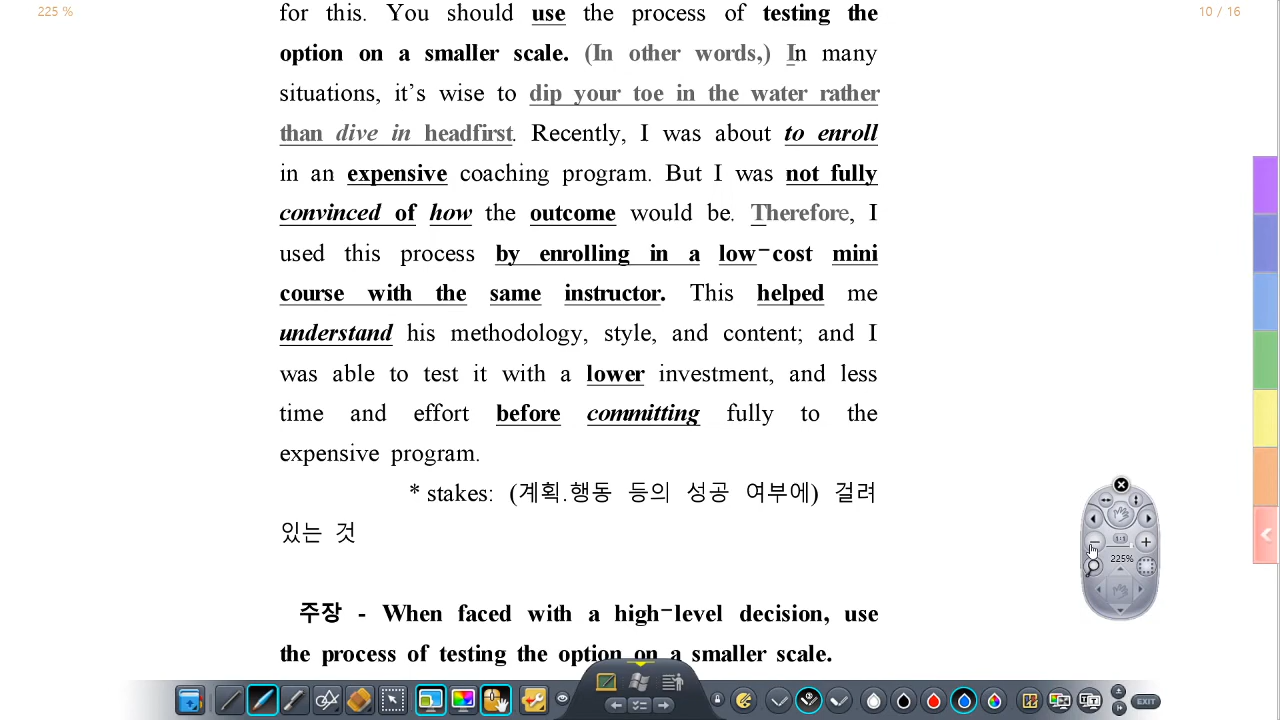 225 %
10 / 16
for this. You should use the process of testing the
option on a smaller scale. (In other words,) In many
situations, it's wise to dip your toe in the water rather
than dive in headfirst. Recently, I was about to enroll
in an expensive coaching program. But I was not fully
convinced of how the outcome would be. Therefore, I
used this process by enrolling in a low-cost mini
course with the same instructor. This helped me
understand his methodology, style, and content; and I
was able to test it with a lower investment, and less
time and effort before committing fully to the
expensive program.
* stakes: (계획.행동 등의 성공 여부에) 걸려
있는 것
주장 - When faced with a high-level decision, use
the process of testing the option on a smaller scale.
1:1
225%
EXIT